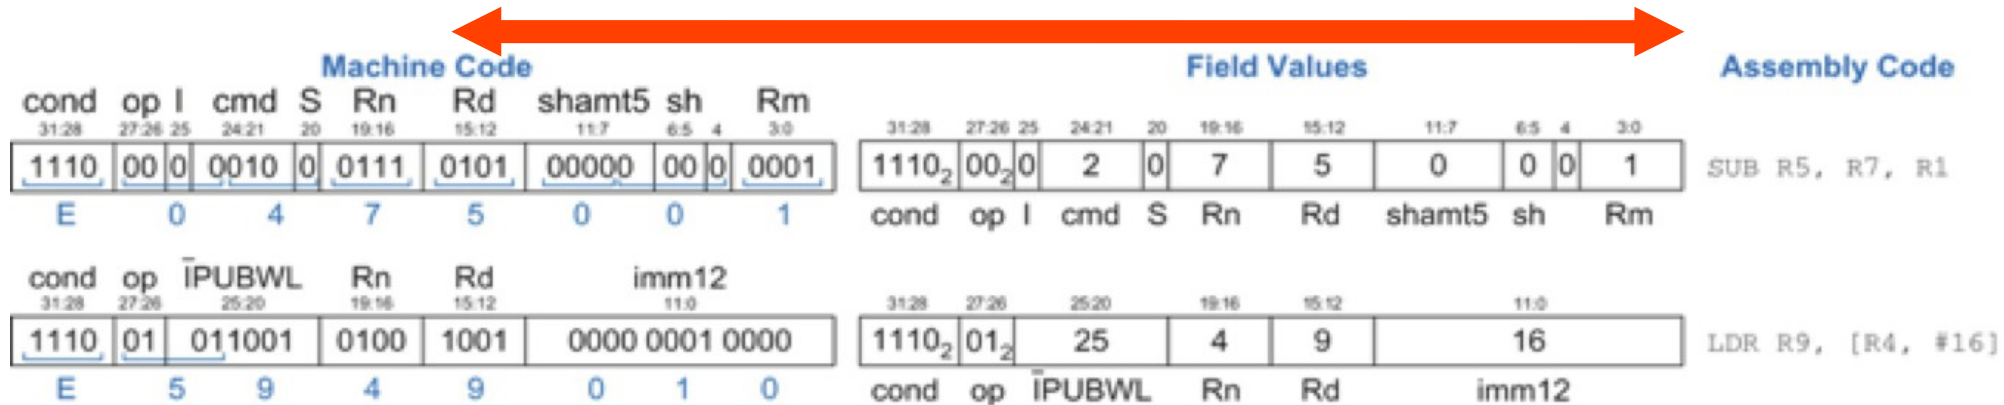 Machine Code Field Values Assembly Code
cond op I cmd S Rn Rd shamt5 sh Rm
31:28 27:26 25 24:21 20 19:16 15:12 11:7 6:5 4 3:0 31:28 27:26 25 24:21 20 19:16 15:12 11:7 6:5 4 3:0
1110 00 0 0010 0 0111 0101 00000 00 0 0001 1110₂ 00₂ 0 2 0 7 5 0 0 0 1 SUB R5, R7, R1
E 0 4 7 5 0 0 1 cond op I cmd S Rn Rd shamt5 sh Rm
cond op I̅PUBWL Rn Rd imm12
31:28 27:26 25:20 19:16 15:12 11:0 31:28 27:26 25:20 19:16 15:12 11:0
1110 01 011001 0100 1001 0000 0001 0000 1110₂ 01₂ 25 4 9 16 LDR R9, [R4, #16]
E 5 9 4 9 0 1 0 cond op I̅PUBWL Rn Rd imm12